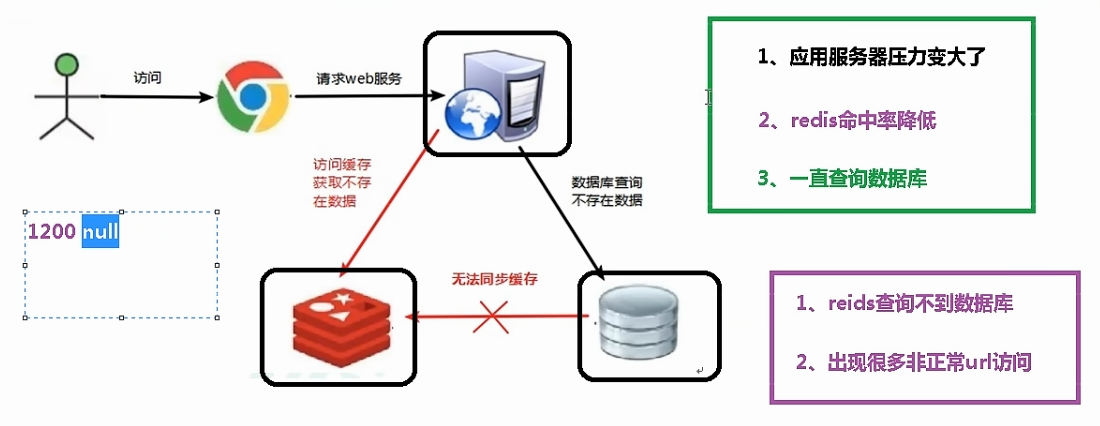 访问
请求web服务
1、应用服务器压力变大了
2、redis命中率降低
3、一直查询数据库
访问缓存
获取不存
在数据
数据库查询
不存在数据
1200 null
无法同步缓存
1、reids查询不到数据库
2、出现很多非正常url访问